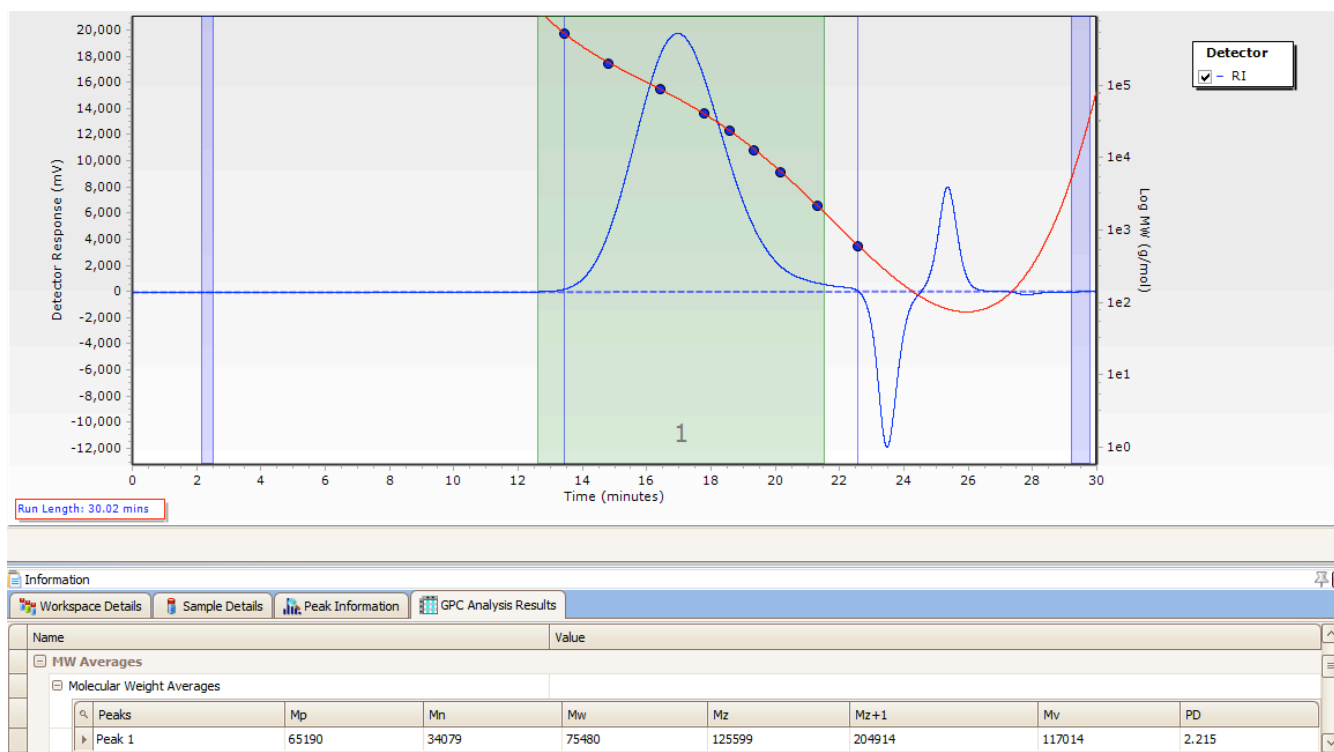 20,000
18,000
16,000
14,000
12,000
10,000
8,000
6,000
4,000
2,000
0
-2,000
-4,000
-6,000
-8,000
-10,000
-12,000
Detector Response (mV)
1
0 2 4 6 8 10 12 14 16 18 20 22 24 26 28 30
Time (minutes)
1e5
1e4
1e3
1e2
1e1
1e0
Log MW (g/mol)
Detector
RI
Run Length: 30.02 mins
Information
Workspace Details Sample Details Peak Information GPC Analysis Results
Name Value
MW Averages
Molecular Weight Averages
Peaks Mp Mn Mw Mz Mz+1 Mv PD
Peak 1 65190 34079 75480 125599 204914 117014 2.215